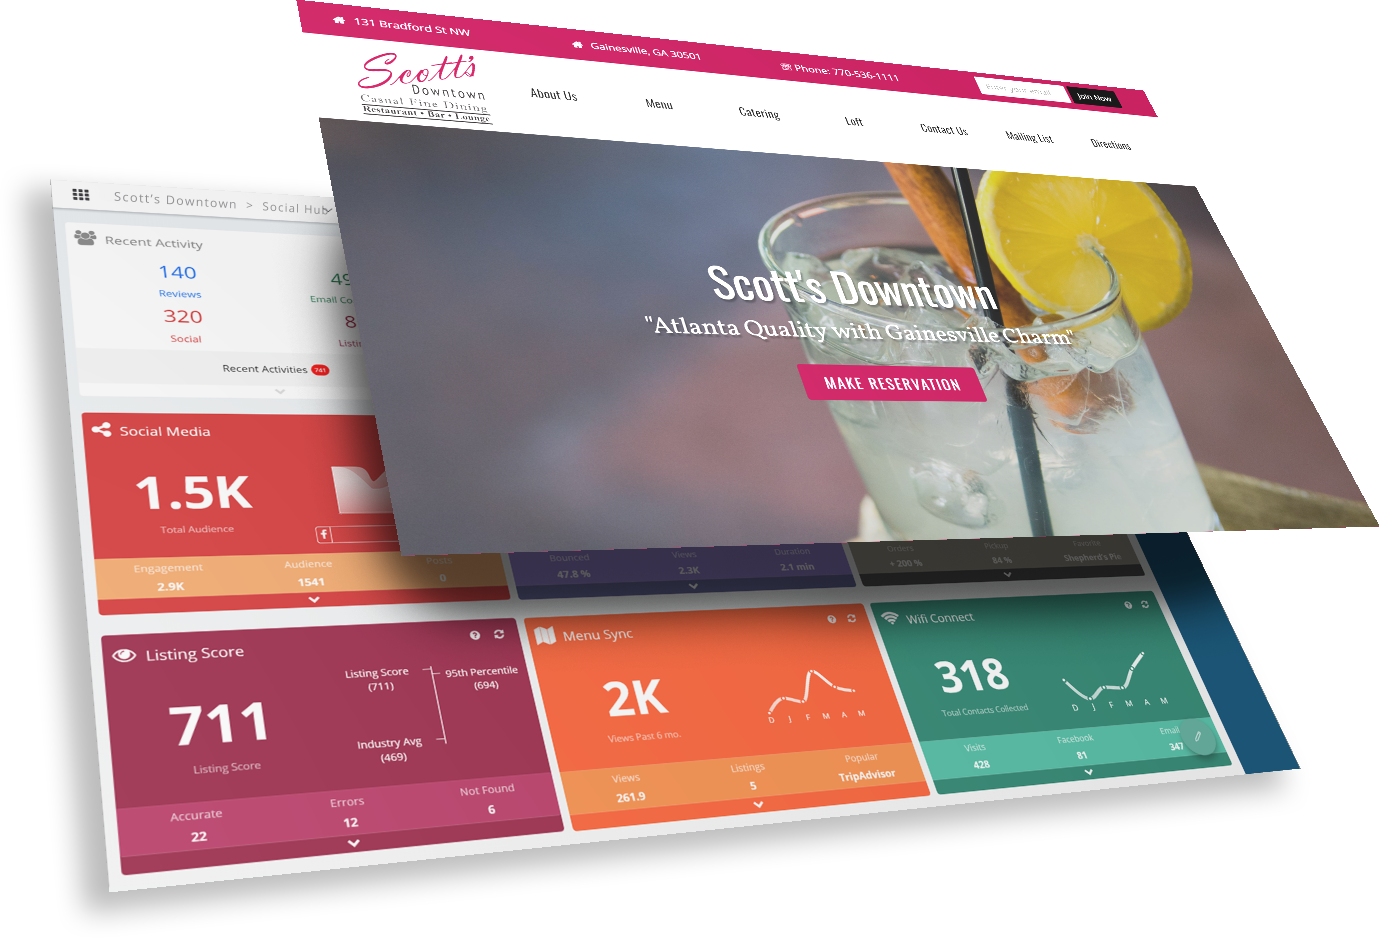 131 Bradford St NW
Gainesville, GA 30501
Phone: 770-536-1111
Enter your email
Join Now
Scott's
Downtown
Casual Fine Dining
Restaurant • Bar • Lounge
About Us
Menu
Catering
Loft
Contact Us
Mailing List
Directions
Scott's Downtown
"Atlanta Quality with Gainesville Charm"
MAKE RESERVATION
Scott's Downtown > Social Hub
Recent Activity
140
Reviews
320
Social
Email
Recent Activities 741
Social Media
1.5K
Total Audience
Engagement
2.9K
Audience
1541
Posts
0
Bounced
47.8 %
Views
2.3K
Duration
2.1 min
Orders
+ 200 %
Pickup
84 %
Favorite
Shepherd's Pie
Listing Score
711
Listing Score
Listing Score
(711)
95th Percentile
(694)
Industry Avg
(469)
Accurate
22
Errors
12
Not Found
6
Menu Sync
2K
Views Past 6 mo.
D J F M A M
Views
261.9
Listings
5
Popular
TripAdvisor
Wifi Connect
318
Total Contacts Collected
D J F M A M
Visits
428
Facebook
81
Email
347